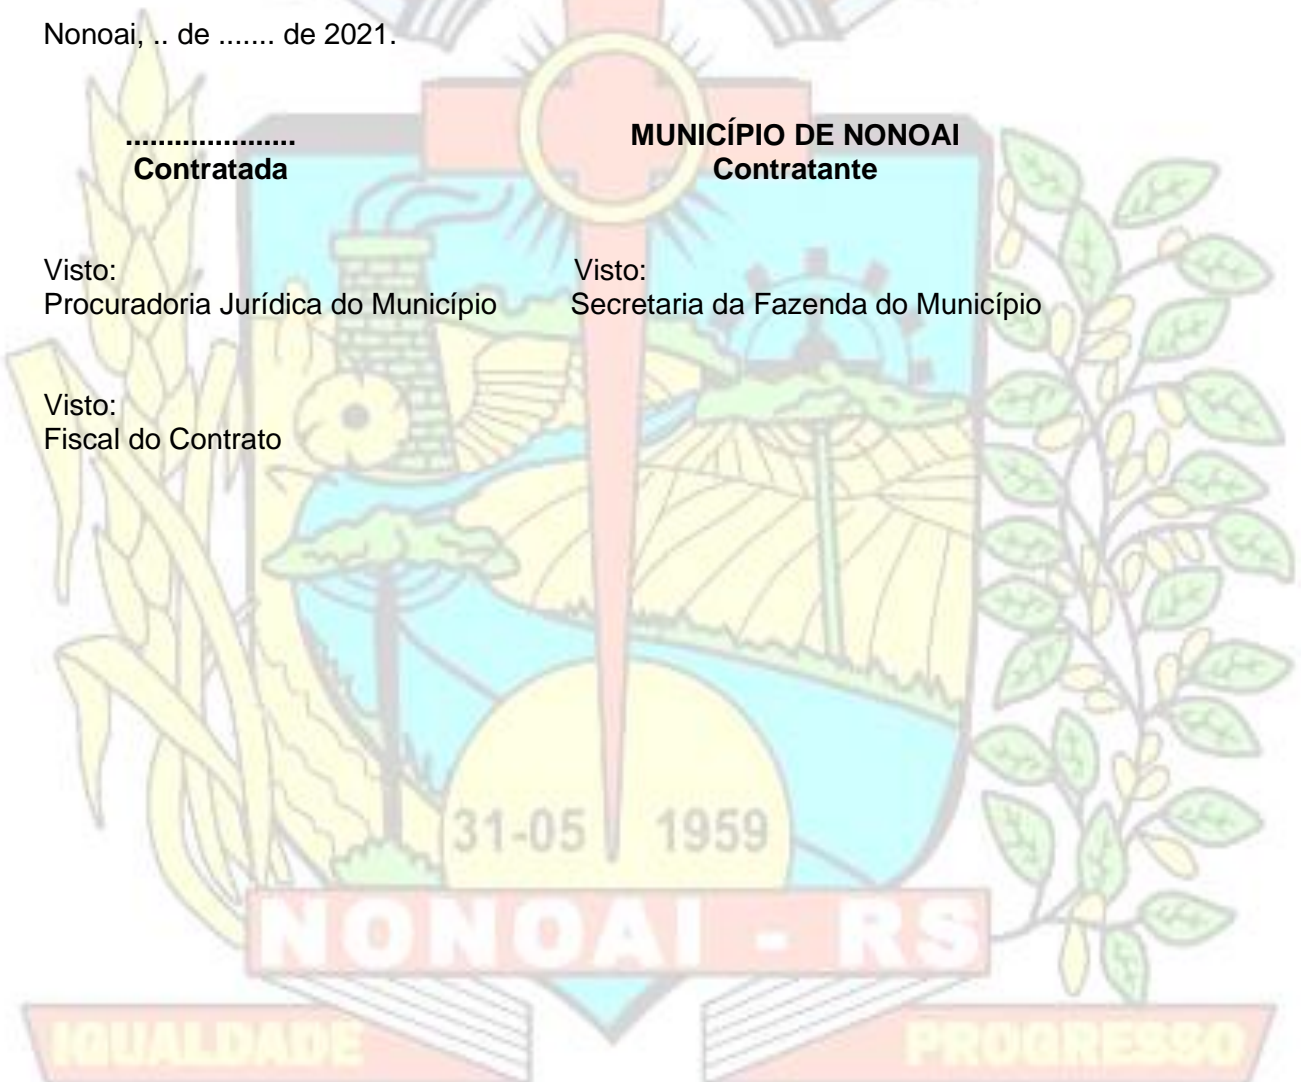 Nonoai, .. de ....... de 2021.
..................... MUNICÍPIO DE NONOAI
Contratada Contratante
Visto: Visto:
Procuradoria Jurídica do Município Secretaria da Fazenda do Município
Visto:
Fiscal do Contrato
31-05 1959
NONOAI - RS
IGUALDADE PROGRESSO